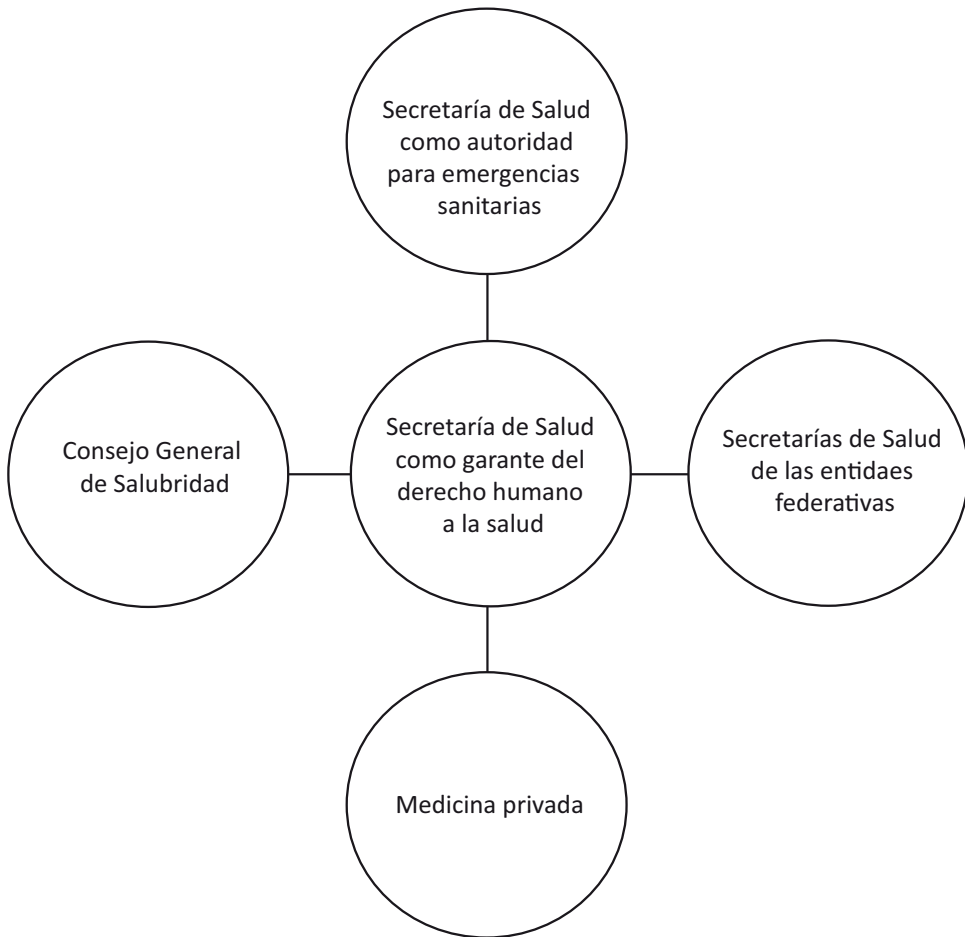 Secretaría de Salud
como autoridad
para emergencias
sanitarias
Consejo General
de Salubridad
Secretaría de Salud
como garante del
derecho humano
a la salud
Secretarías de Salud
de las entidaes
federativas
Medicina privada